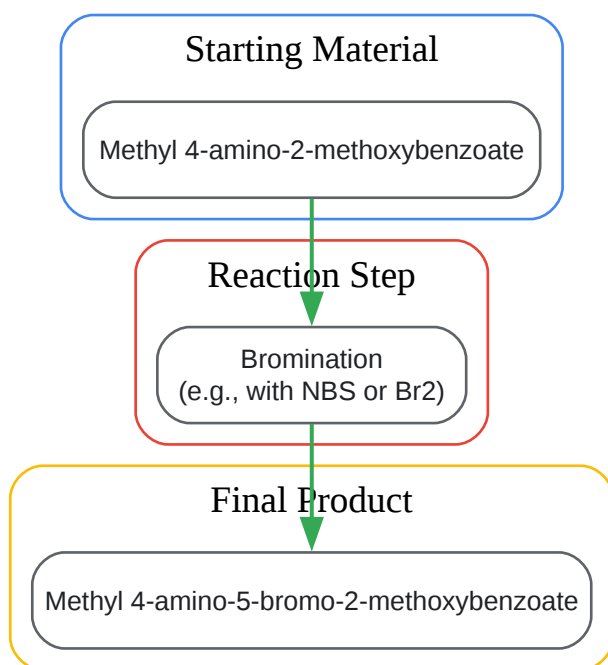 Starting Material
Methyl 4-amino-2-methoxybenzoate
Reaction Step
Bromination
(e.g., with NBS or Br2)
Final Product
Methyl 4-amino-5-bromo-2-methoxybenzoate